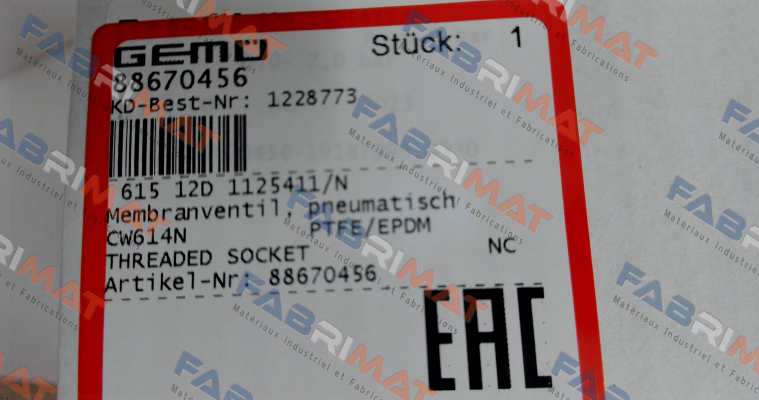 GEMÜ
Stück: 1
88670456
KD-Best-Nr: 1228773
615 12D 1125411/N
Membranventil, pneumatisch
CW614N PTFE/EPDM
THREADED SOCKET NC
Artikel-Nr: 88670456
EAC
FABRIMAT
Matériaux Industriel et Fabrications